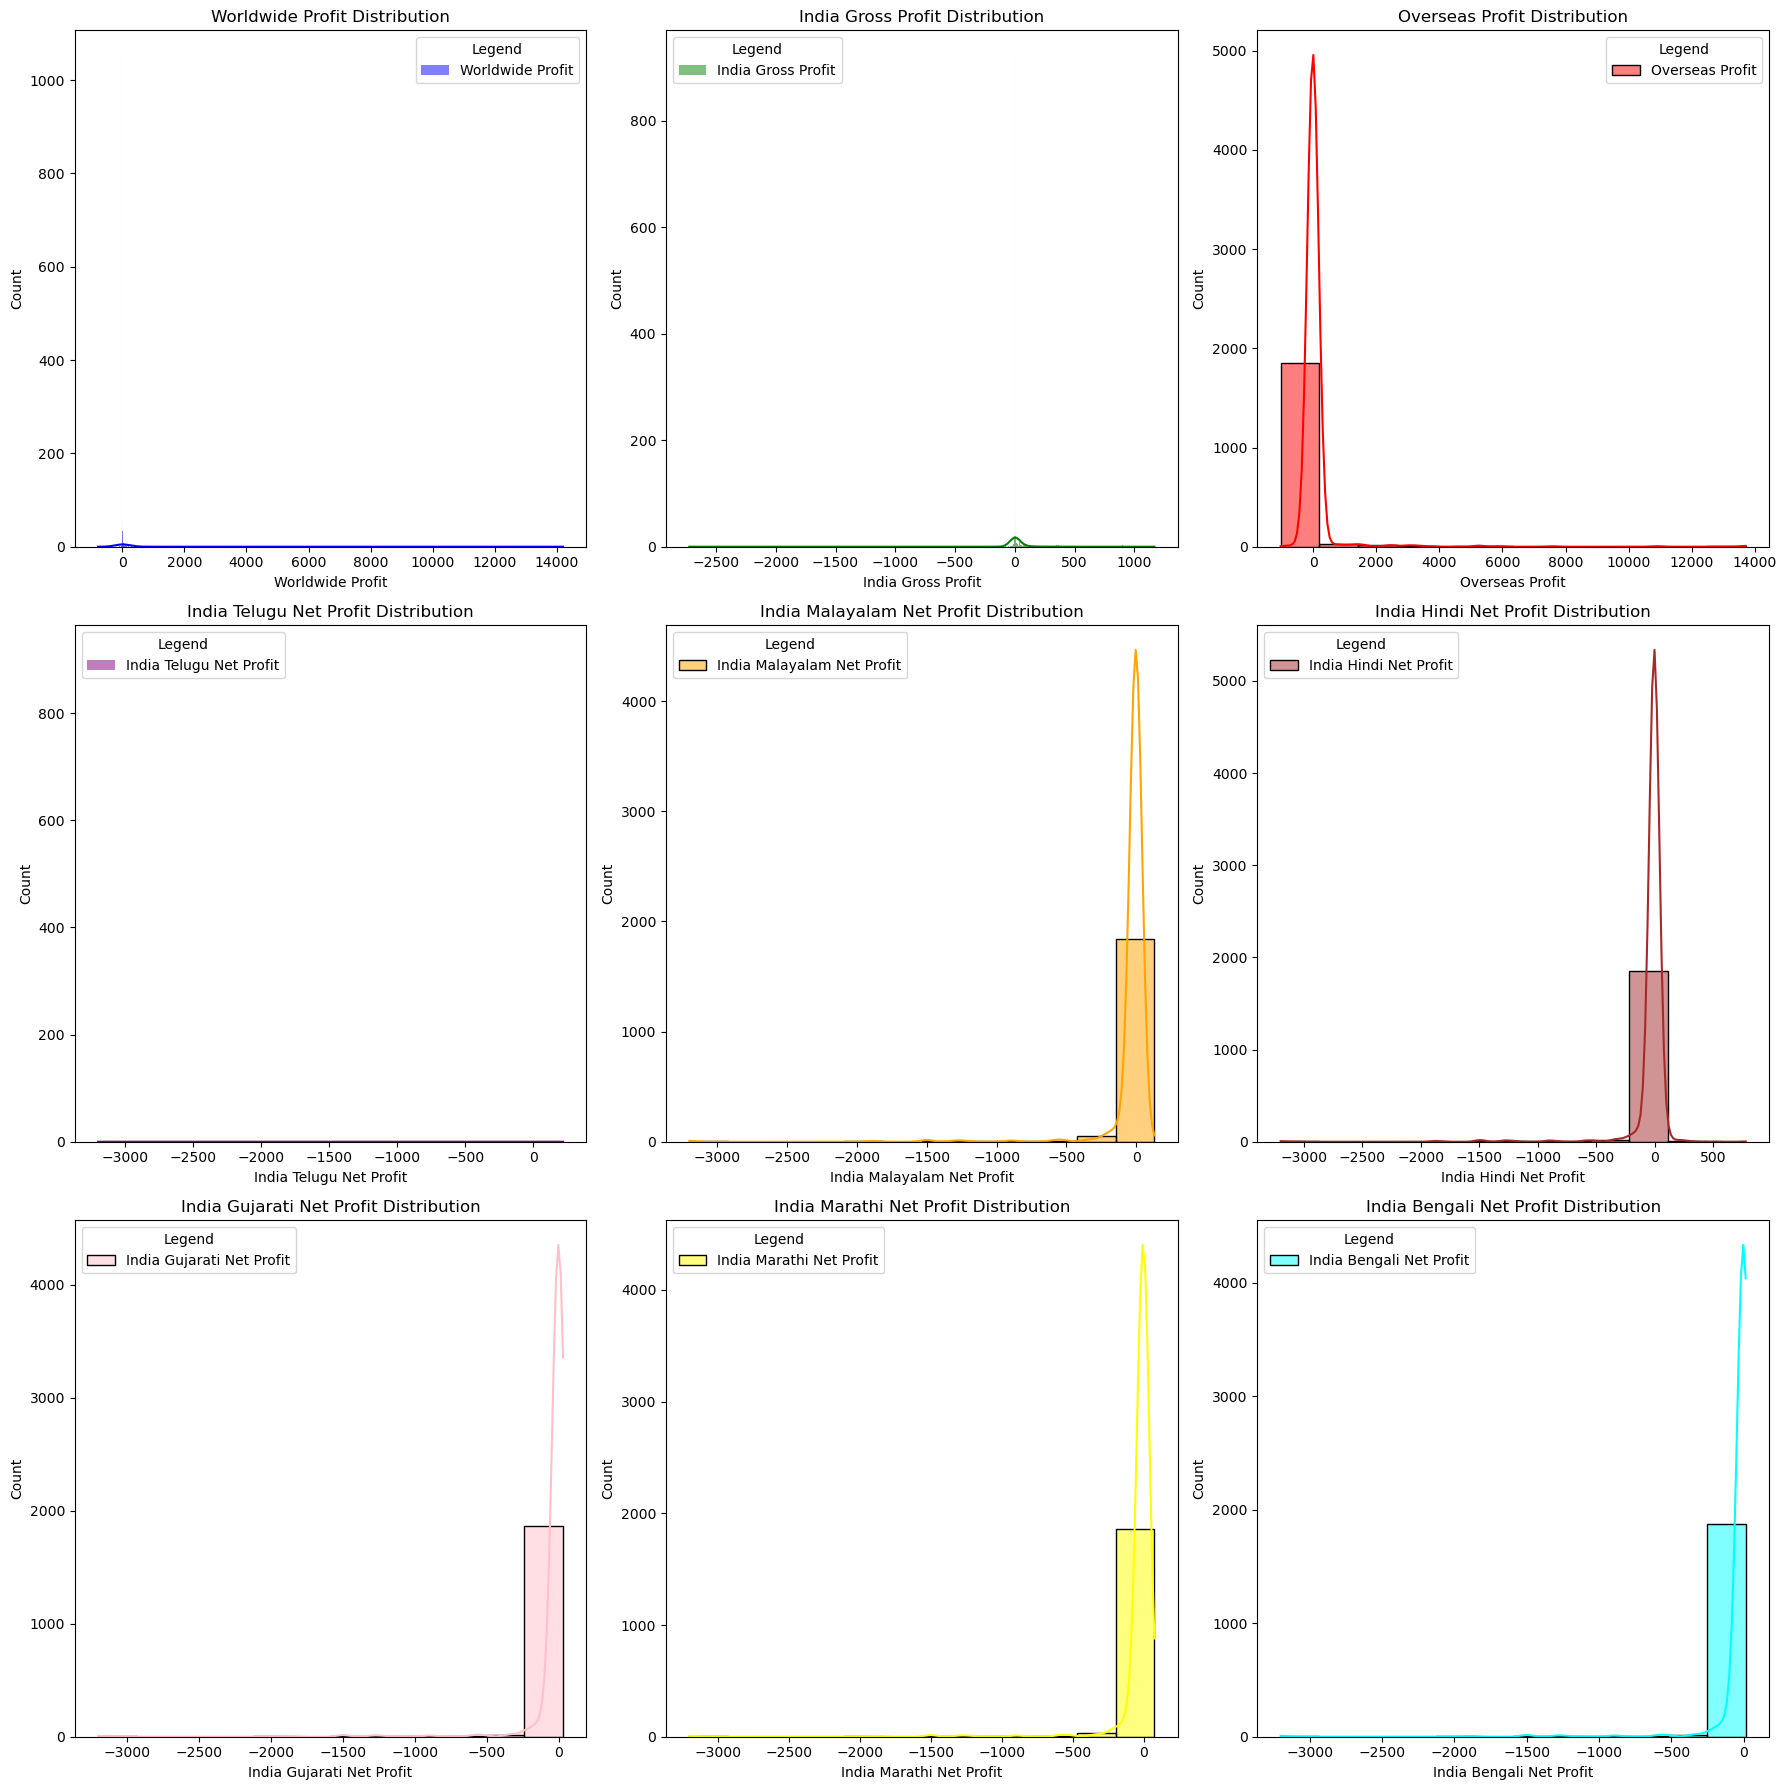 Worldwide Profit Distribution
Legend
Worldwide Profit
Count
1000
800
600
400
200
0
0 2000 4000 6000 8000 10000 12000 14000
Worldwide Profit
India Gross Profit Distribution
Legend
India Gross Profit
Count
800
600
400
200
0
−2500 −2000 −1500 −1000 −500 0 500 1000
India Gross Profit
Overseas Profit Distribution
Legend
Overseas Profit
Count
5000
4000
3000
2000
1000
0
0 2000 4000 6000 8000 10000 12000 14000
Overseas Profit
India Telugu Net Profit Distribution
Legend
India Telugu Net Profit
Count
800
600
400
200
0
−3000 −2500 −2000 −1500 −1000 −500 0
India Telugu Net Profit
India Malayalam Net Profit Distribution
Legend
India Malayalam Net Profit
Count
4000
3000
2000
1000
0
−3000 −2500 −2000 −1500 −1000 −500 0
India Malayalam Net Profit
India Hindi Net Profit Distribution
Legend
India Hindi Net Profit
Count
5000
4000
3000
2000
1000
0
−3000 −2500 −2000 −1500 −1000 −500 0 500
India Hindi Net Profit
India Gujarati Net Profit Distribution
Legend
India Gujarati Net Profit
Count
4000
3000
2000
1000
0
−3000 −2500 −2000 −1500 −1000 −500 0
India Gujarati Net Profit
India Marathi Net Profit Distribution
Legend
India Marathi Net Profit
Count
4000
3000
2000
1000
0
−3000 −2500 −2000 −1500 −1000 −500 0
India Marathi Net Profit
India Bengali Net Profit Distribution
Legend
India Bengali Net Profit
Count
4000
3000
2000
1000
0
−3000 −2500 −2000 −1500 −1000 −500 0
India Bengali Net Profit